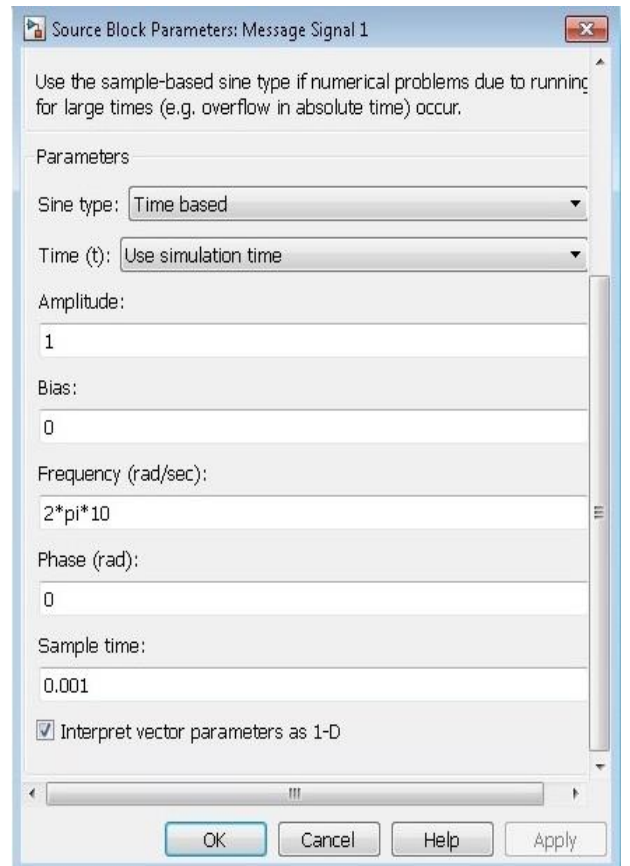 Source Block Parameters: Message Signal 1
Use the sample-based sine type if numerical problems due to running
for large times (e.g. overflow in absolute time) occur.
Parameters
Sine type: Time based
Time (t): Use simulation time
Amplitude:
1
Bias:
0
Frequency (rad/sec):
2*pi*10
Phase (rad):
0
Sample time:
0.001
Interpret vector parameters as 1-D
OK Cancel Help Apply